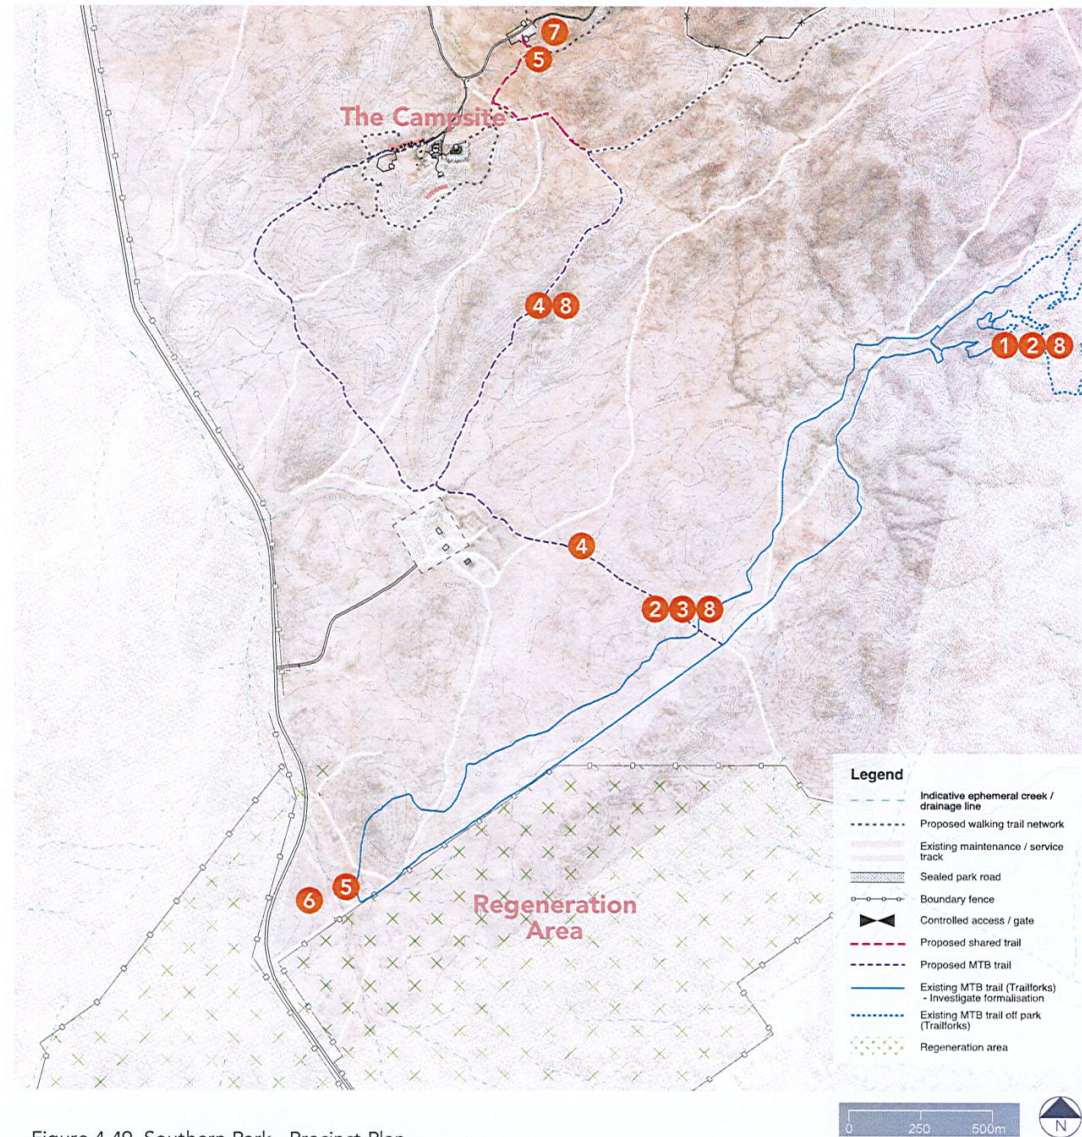 7
5
The Campsite
4 8
1 2 8
4
2 3 8
5
6
Regeneration
Area
Legend
Indicative ephemeral creek /
drainage line
Proposed walking trail network
Existing maintenance / service
track
Sealed park road
Boundary fence
Controlled access / gate
Proposed shared trail
Proposed MTB trail
Existing MTB trail (Trailforks)
- Investigate formalisation
Existing MTB trail off park
(Trailforks)
Regeneration area
0 250 500m
N
Figure 4.49 Southern Park - Precinct Plan